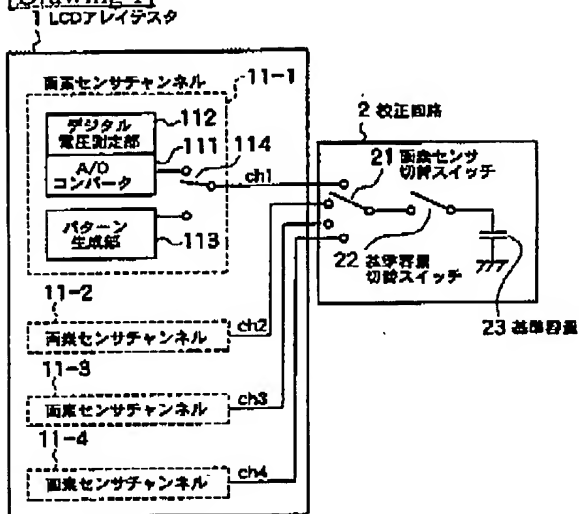 1 LCDアレイテスタ
画素センサチャンネル
11-1
デジタル
電圧測定部
112
111
114
A/D
コンバータ
ch1
パターン
生成部
113
2 校正回路
21 画素センサ
切替スイッチ
22 基準容量
切替スイッチ
23 基準容量
11-2
画素センサチャンネル
ch2
11-3
画素センサチャンネル
ch3
11-4
画素センサチャンネル
ch4